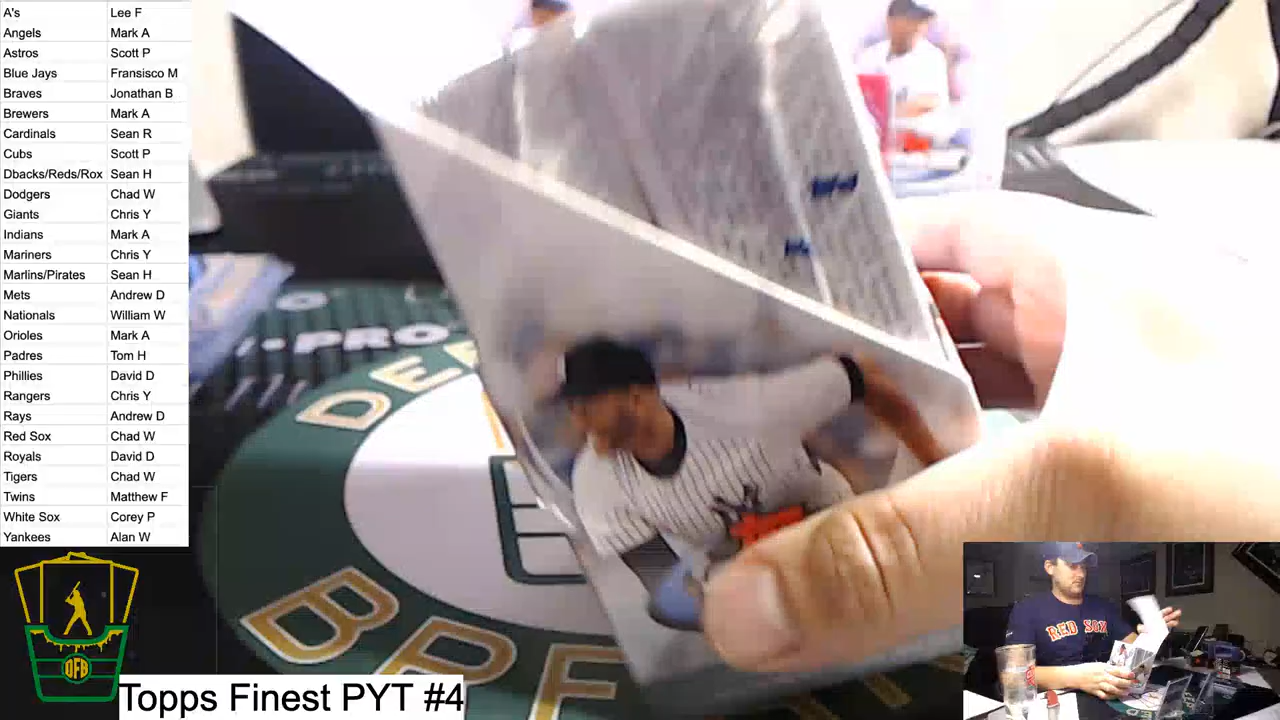 A's Lee F
Angels Mark A
Astros Scott P
Blue Jays Fransisco M
Braves Jonathan B
Brewers Mark A
Cardinals Sean R
Cubs Scott P
Dbacks/Reds/Rox Sean H
Dodgers Chad W
Giants Chris Y
Indians Mark A
Mariners Chris Y
Marlins/Pirates Sean H
Mets Andrew D
Nationals William W
Orioles Mark A
Padres Tom H
Phillies David D
Rangers Chris Y
Rays Andrew D
Red Sox Chad W
Royals David D
Tigers Chad W
Twins Matthew F
White Sox Corey P
Yankees Alan W
PRO
RED SOX
DFB
Topps Finest PYT #4